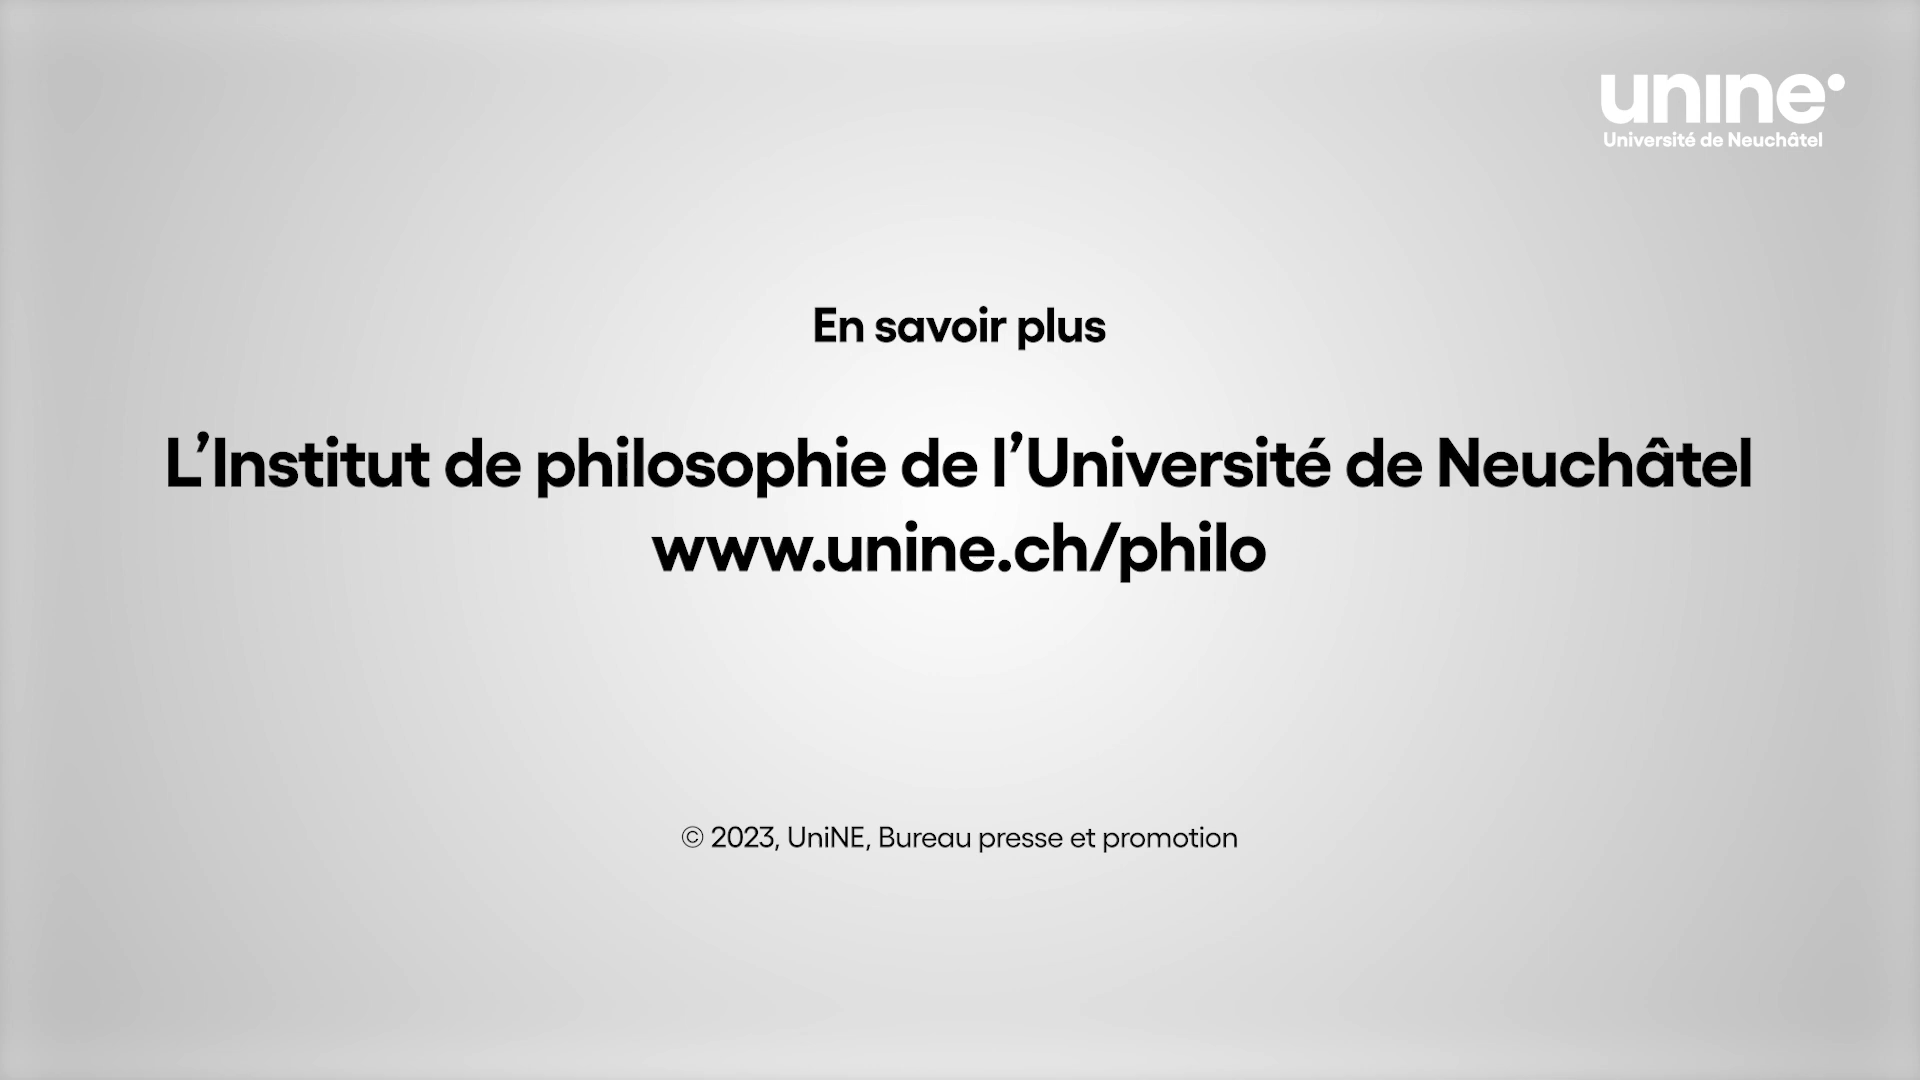 unine
Université de Neuchâtel
En savoir plus
L’Institut de philosophie de l’Université de Neuchâtel
www.unine.ch/philo
© 2023, UniNE, Bureau presse et promotion